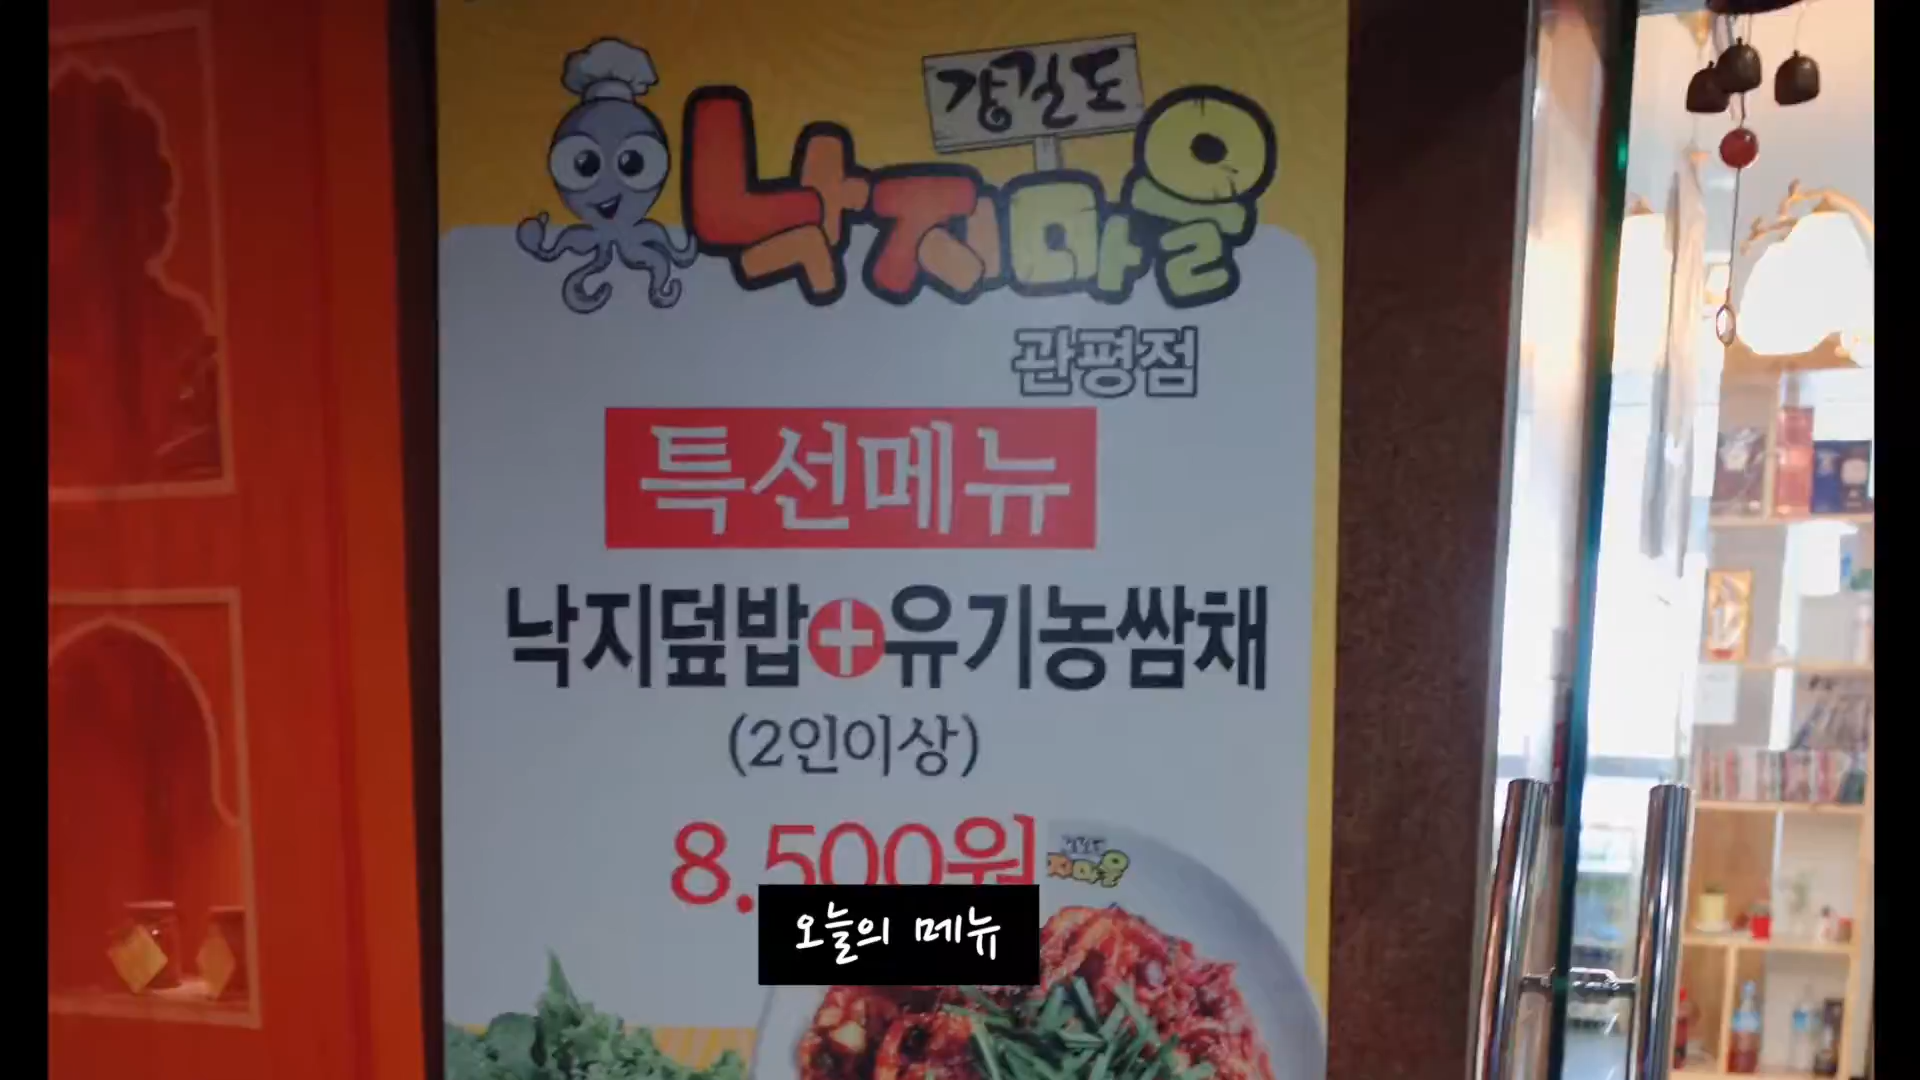 갱길도
낙지마을
관평점
특선메뉴
낙지덮밥+유기농쌈채
(2인이상)
8.500원
오늘의 메뉴